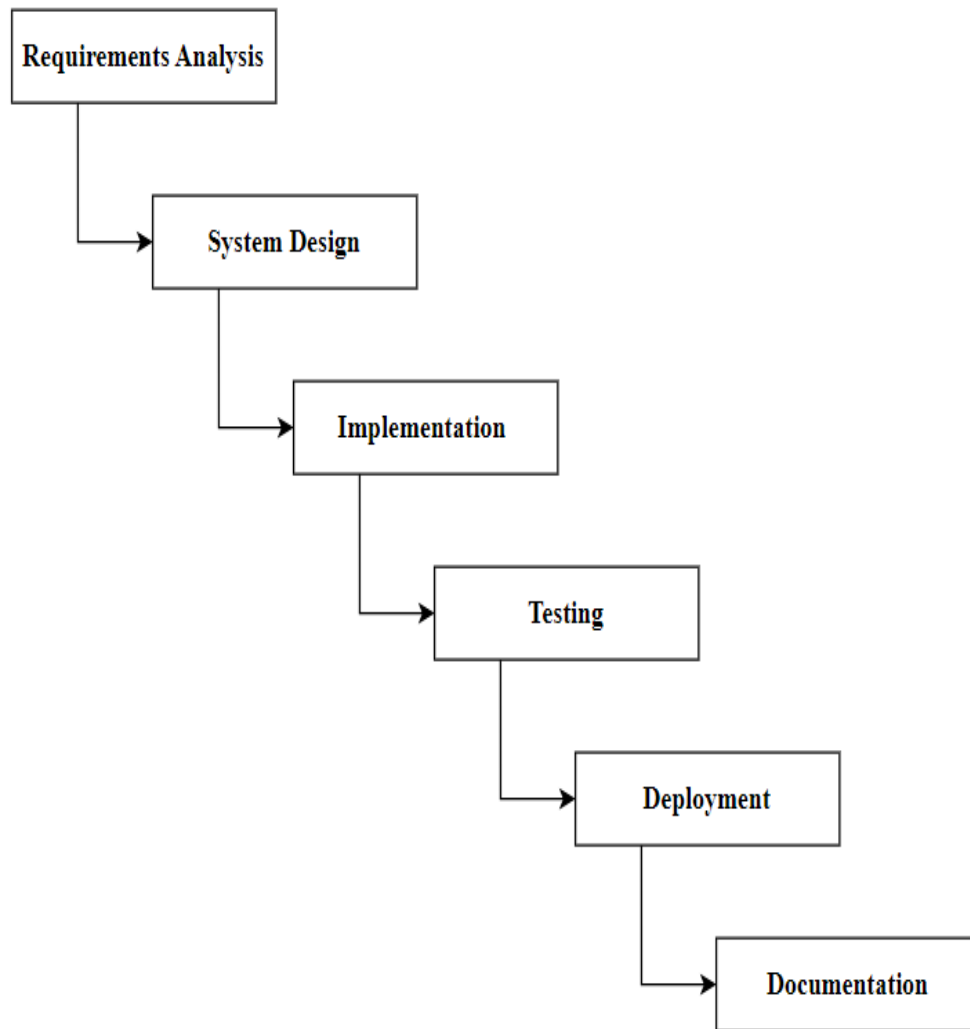 Requirements Analysis
System Design
Implementation
Testing
Deployment
Documentation